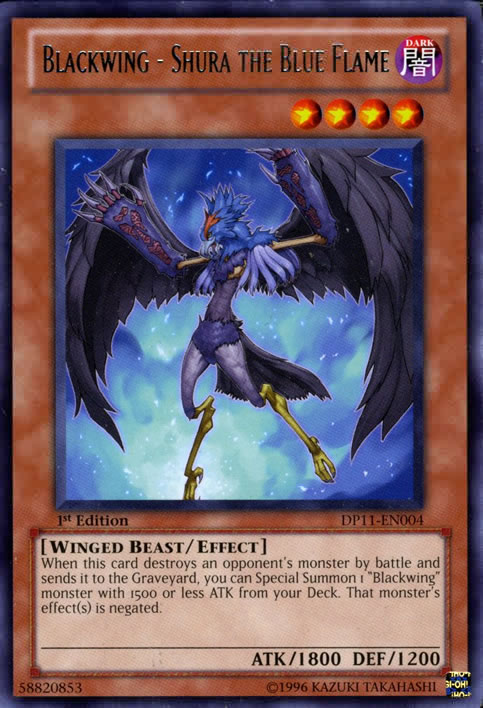 BLACKWING - SHURA THE BLUE FLAME
DARK
闇
1st Edition
DP11-EN004
[WINGED BEAST/EFFECT]
When this card destroys an opponent's monster by battle and
sends it to the Graveyard, you can Special Summon 1 "Blackwing"
monster with 1500 or less ATK from your Deck. That monster's
effect(s) is negated.
ATK/1800 DEF/1200
58820853
©1996 KAZUKI TAKAHASHI